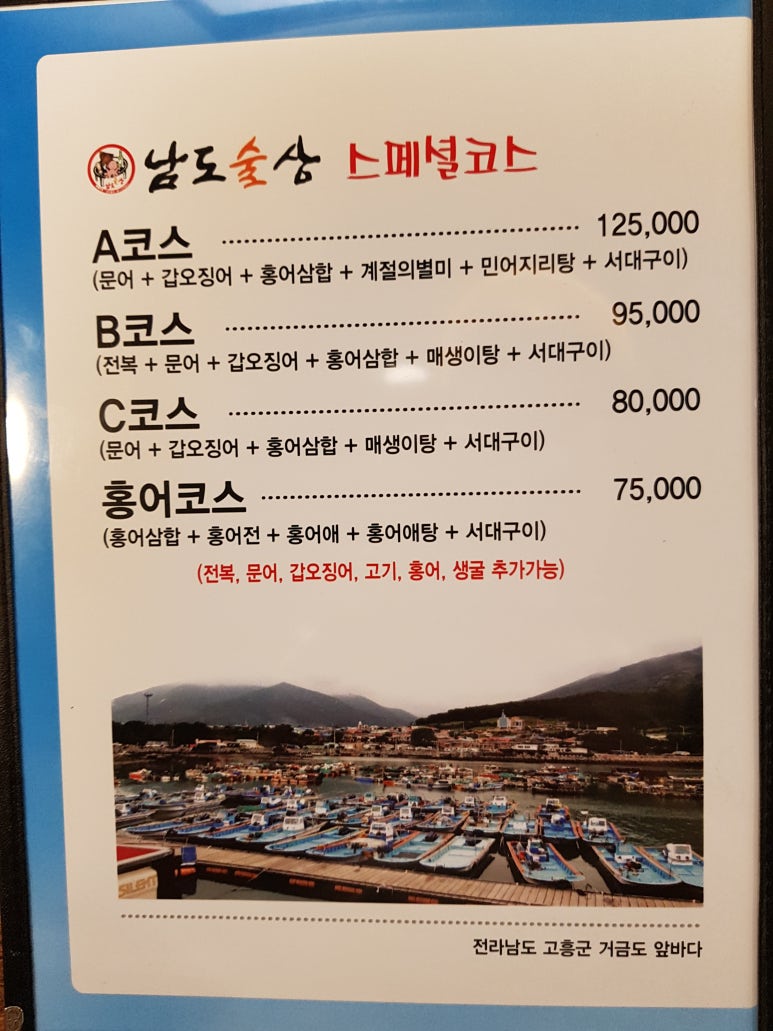 남도술상 스페셜코스
A코스 125,000
(문어 + 갑오징어 + 홍어삼합 + 계절의별미 + 민어지리탕 + 서대구이)
B코스 95,000
(전복 + 문어 + 갑오징어 + 홍어삼합 + 매생이탕 + 서대구이)
C코스 80,000
(문어 + 갑오징어 + 홍어삼합 + 매생이탕 + 서대구이)
홍어코스 75,000
(홍어삼합 + 홍어전 + 홍어애 + 홍어애탕 + 서대구이)
(전복, 문어, 갑오징어, 고기, 홍어, 생굴 추가가능)
전라남도 고흥군 거금도 앞바다